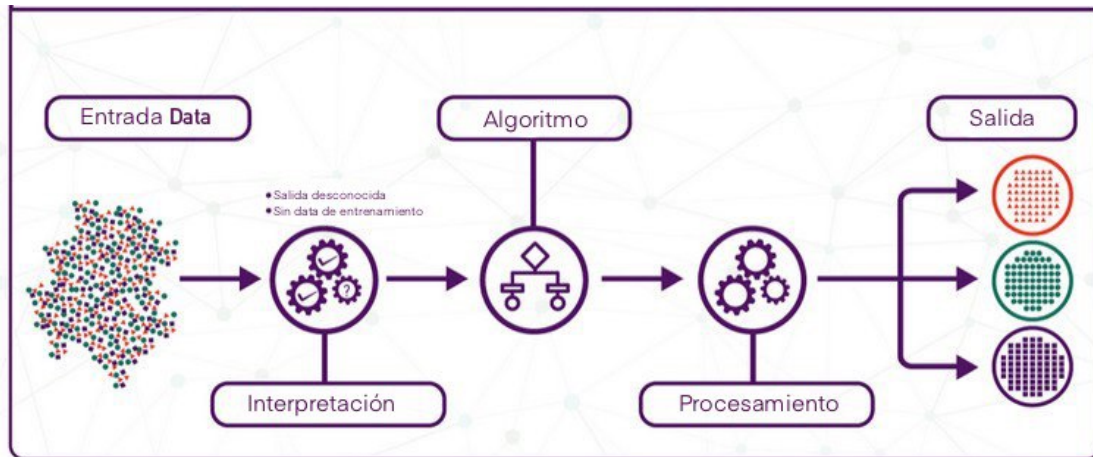 Entrada Data
Algoritmo
Salida
• Salida desconocida
• Sin data de entrenamiento
?
Interpretación
Procesamiento